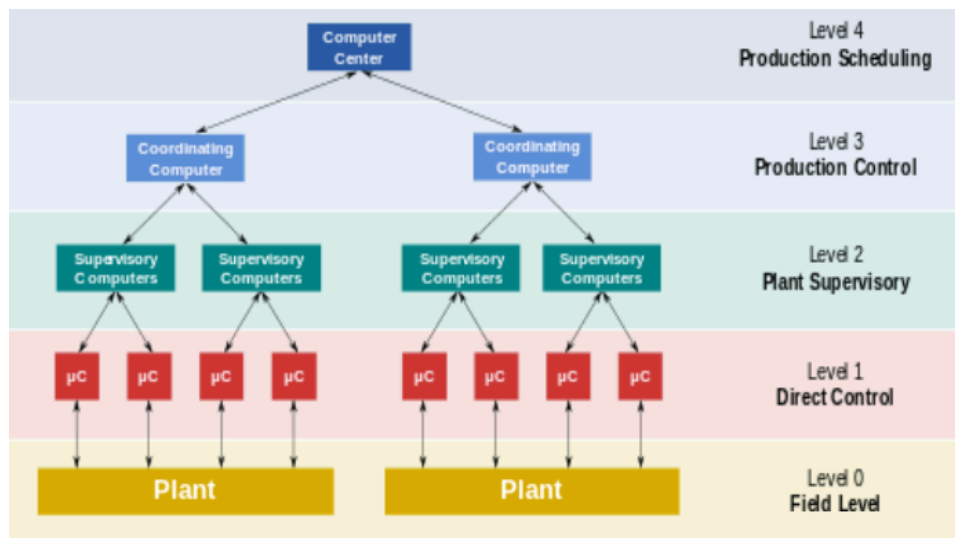 Computer
Center
Level 4
Production Scheduling
Coordinating
Computer
Coordinating
Computer
Level 3
Production Control
Supervisory
Computers
Supervisory
Computers
Supervisory
Computers
Supervisory
Computers
Level 2
Plant Supervisory
µC
µC
µC
µC
µC
µC
µC
µC
Level 1
Direct Control
Plant
Plant
Level 0
Field Level